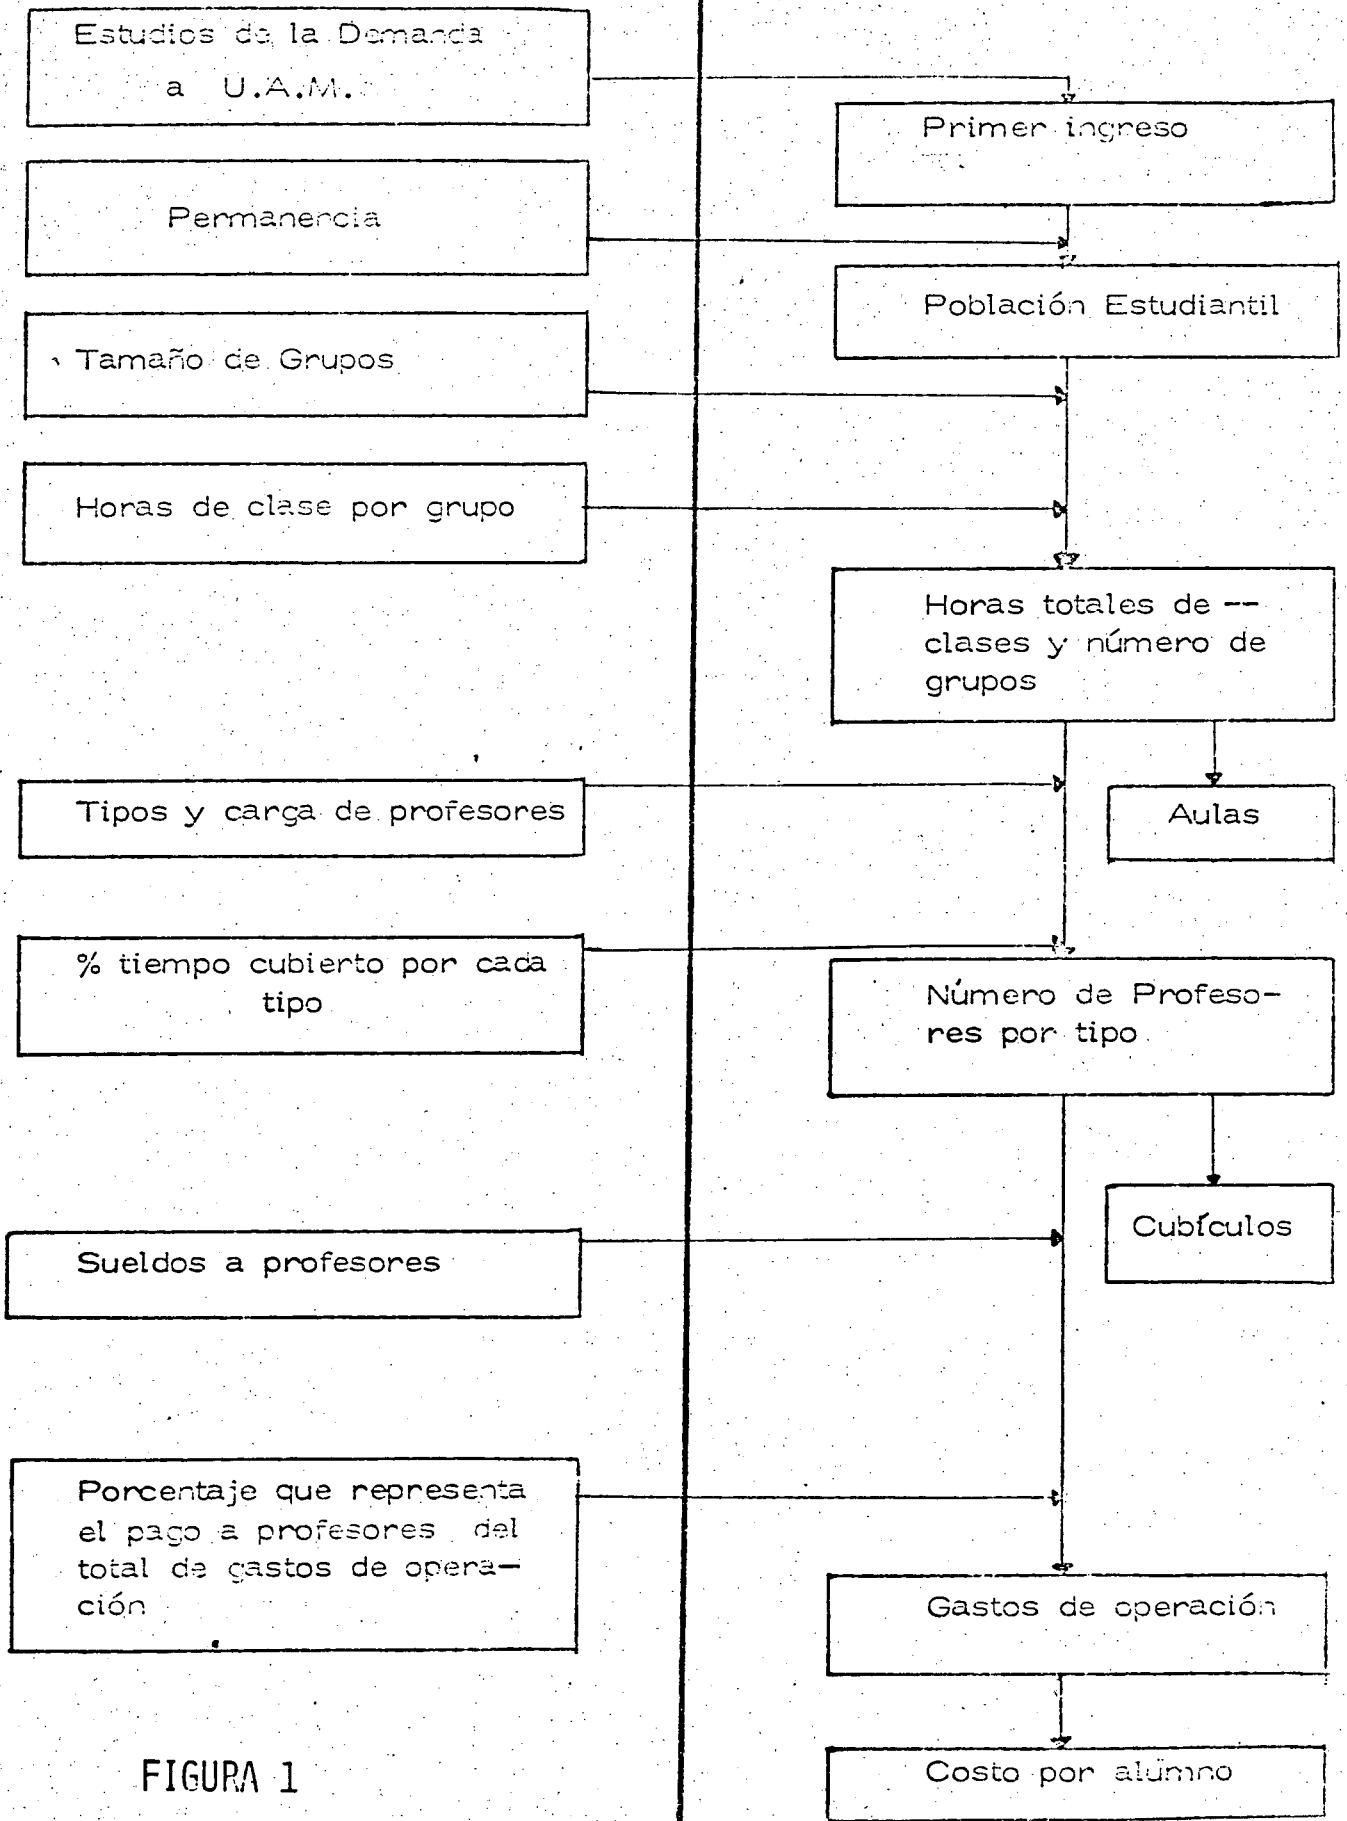 Estudios de la Demanda
a U.A.M.
Primer ingreso
Permanencia
Población Estudiantil
Tamaño de Grupos
Horas de clase por grupo
Horas totales de --
clases y número de
grupos
Tipos y carga de profesores
Aulas
% tiempo cubierto por cada
tipo
Número de Profeso-
res por tipo
Cubículos
Sueldos a profesores
Porcentaje que representa
el pago a profesores del
total de gastos de opera-
ción
Gastos de operación
Costo por alumno
FIGURA 1